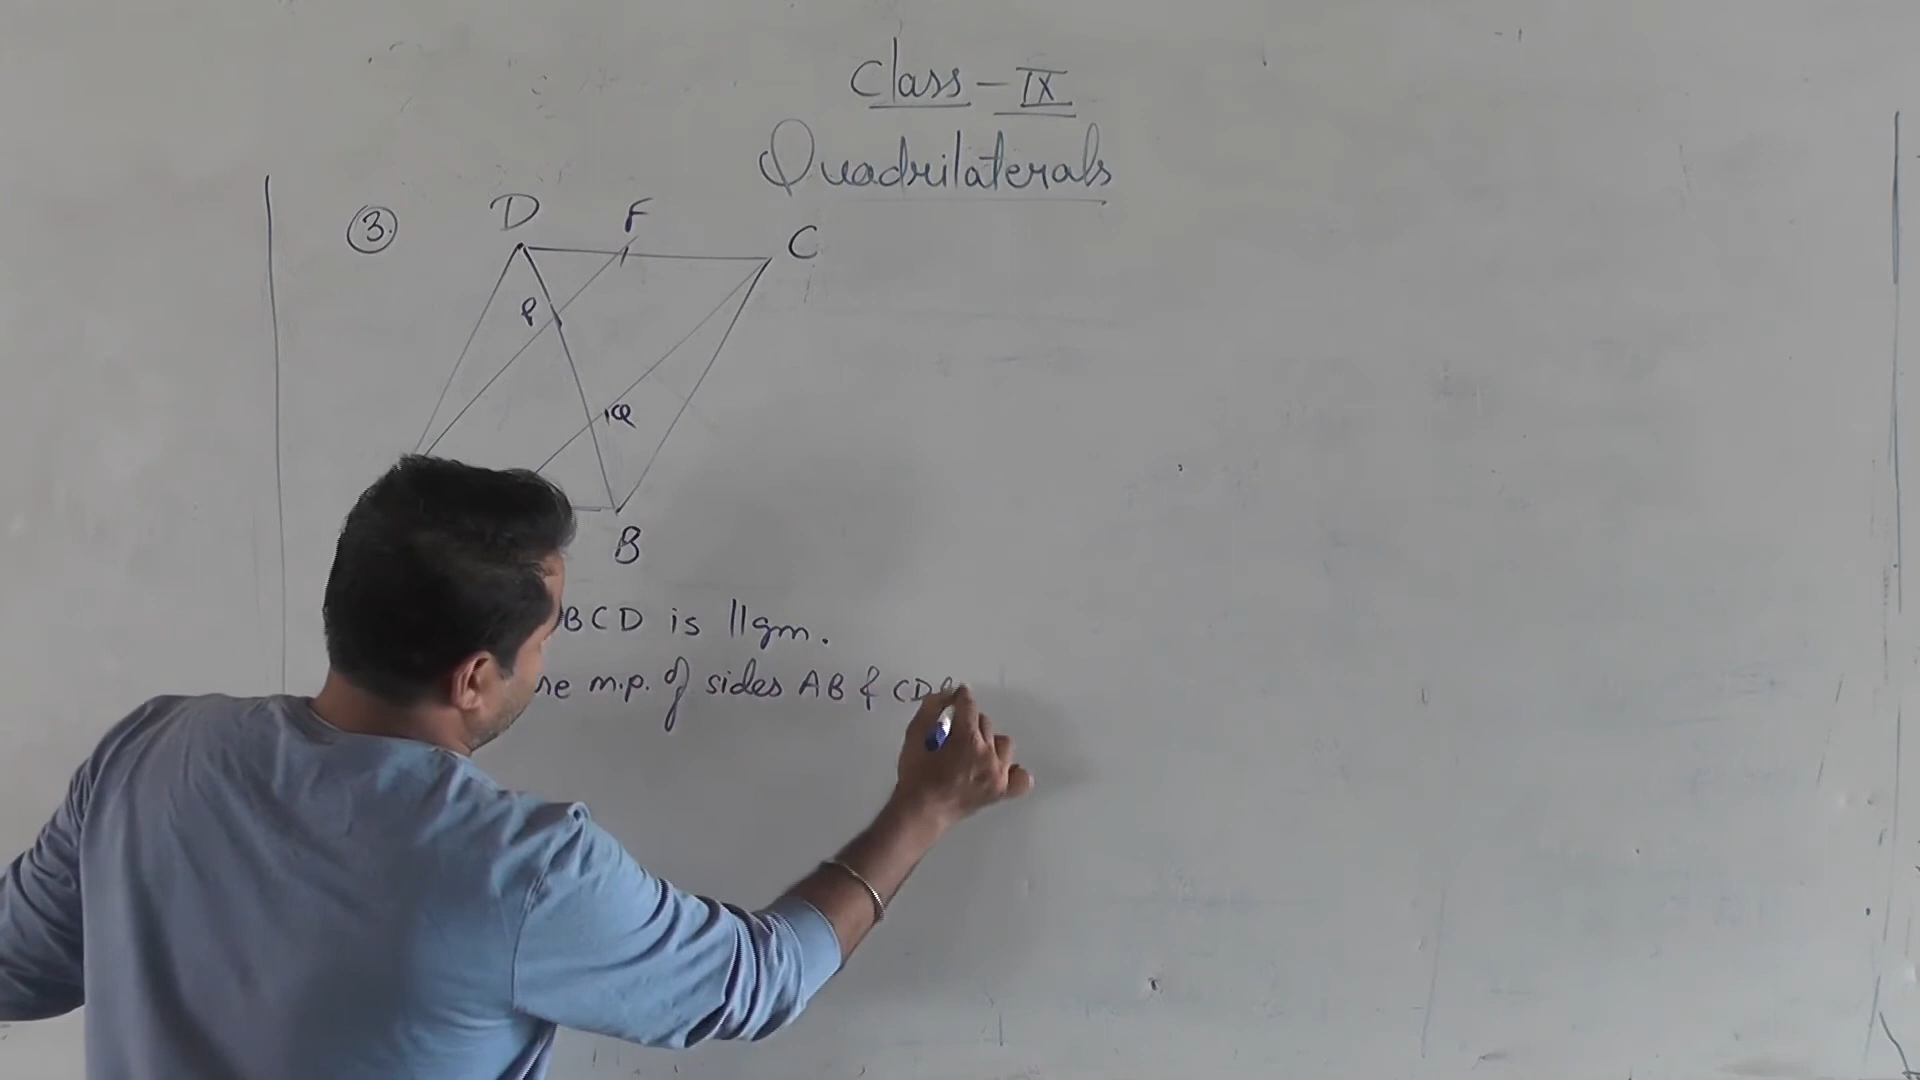 Class – IX
Quadrilaterals
3.
D F C
P
Q
B
BCD is ||gm.
m.p. of sides AB & CD